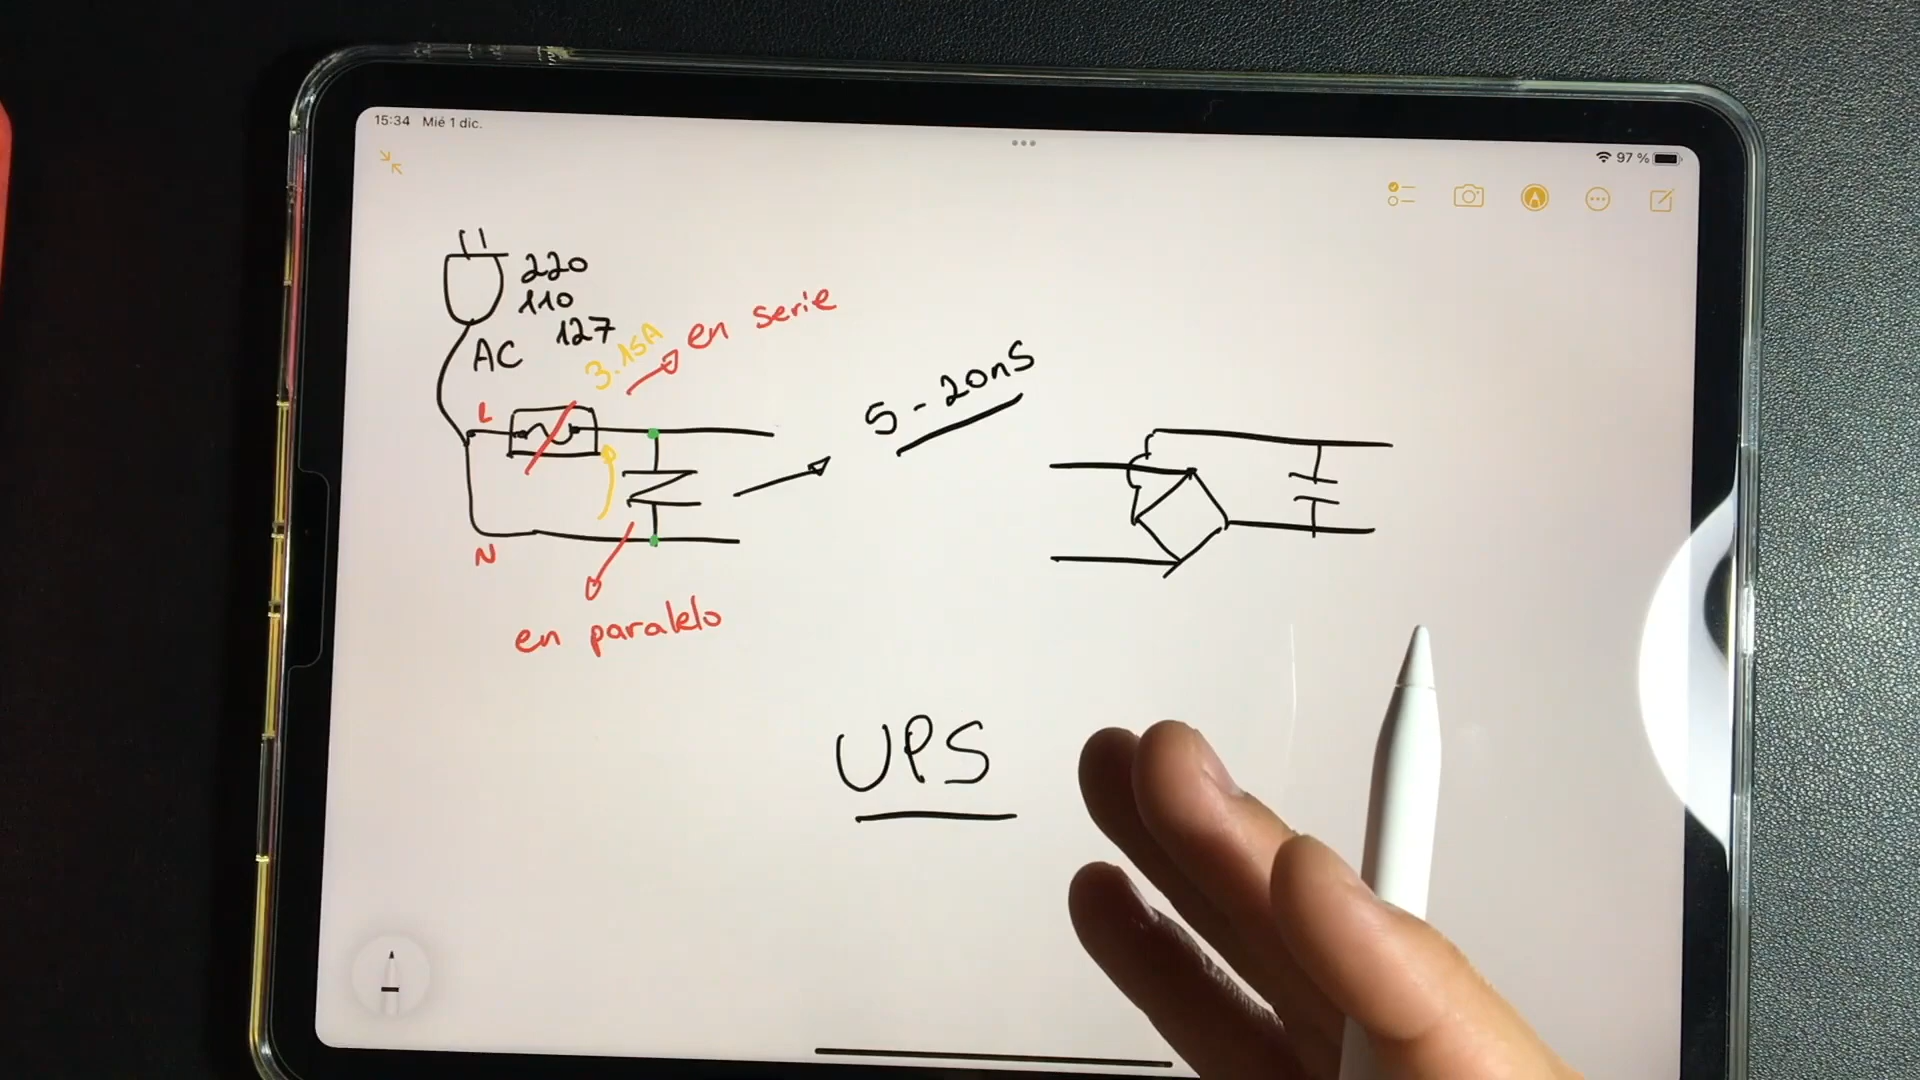 15:34 Mié 1 dic.
97 %
220
110
127
AC
3.15A
en serie
5-20nS
L
N
en paralelo
UPS